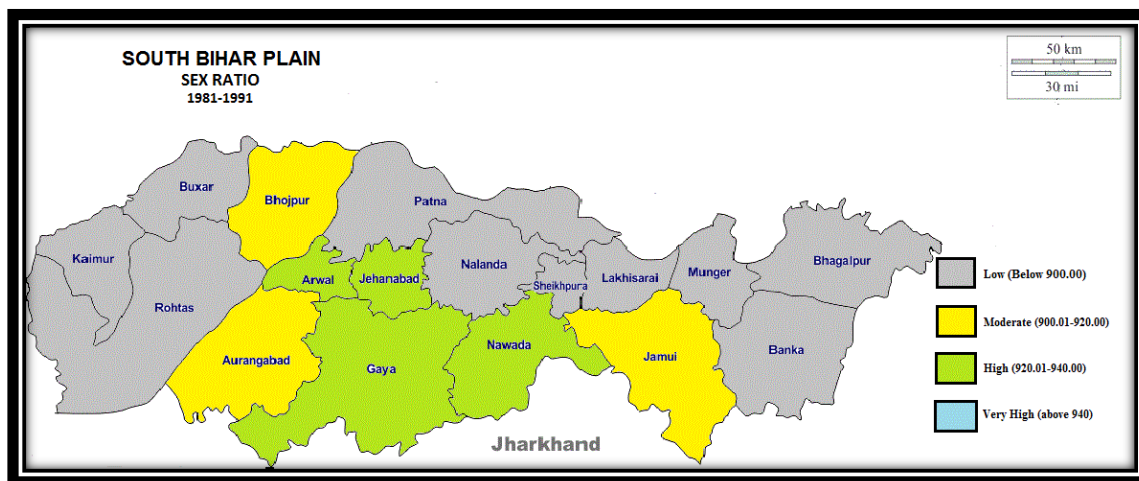 SOUTH BIHAR PLAIN
SEX RATIO
1981-1991
50 km
30 mi
Buxar
Bhojpur
Patna
Kaimur
Rohtas
Arwal
Jehanabad
Nalanda
Sheikhpura
Lakhisarai
Munger
Bhagalpur
Aurangabad
Gaya
Nawada
Jamui
Banka
Jharkhand
Low (Below 900.00)
Moderate (900.01-920.00)
High (920.01-940.00)
Very High (above 940)